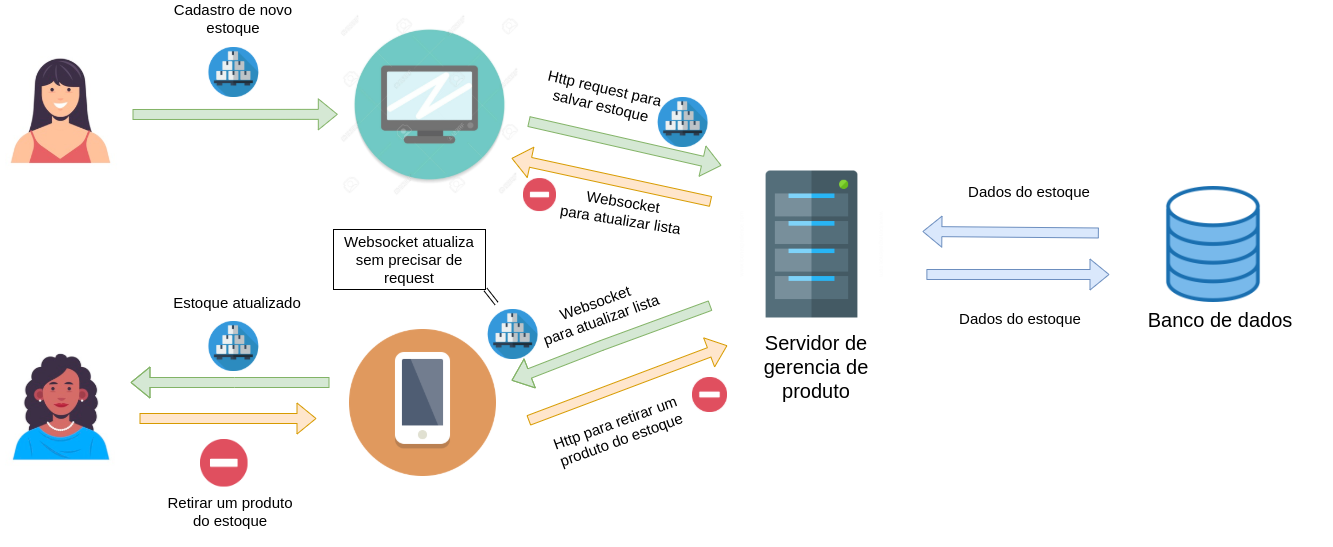 Cadastro de novo
estoque
Http request para
salvar estoque
Websocket
para atualizar lista
Dados do estoque
Websocket atualiza
sem precisar de
request
Estoque atualizado
Websocket
para atualizar lista
Dados do estoque
Banco de dados
Servidor de
gerencia de
produto
Http para retirar um
produto do estoque
Retirar um produto
do estoque